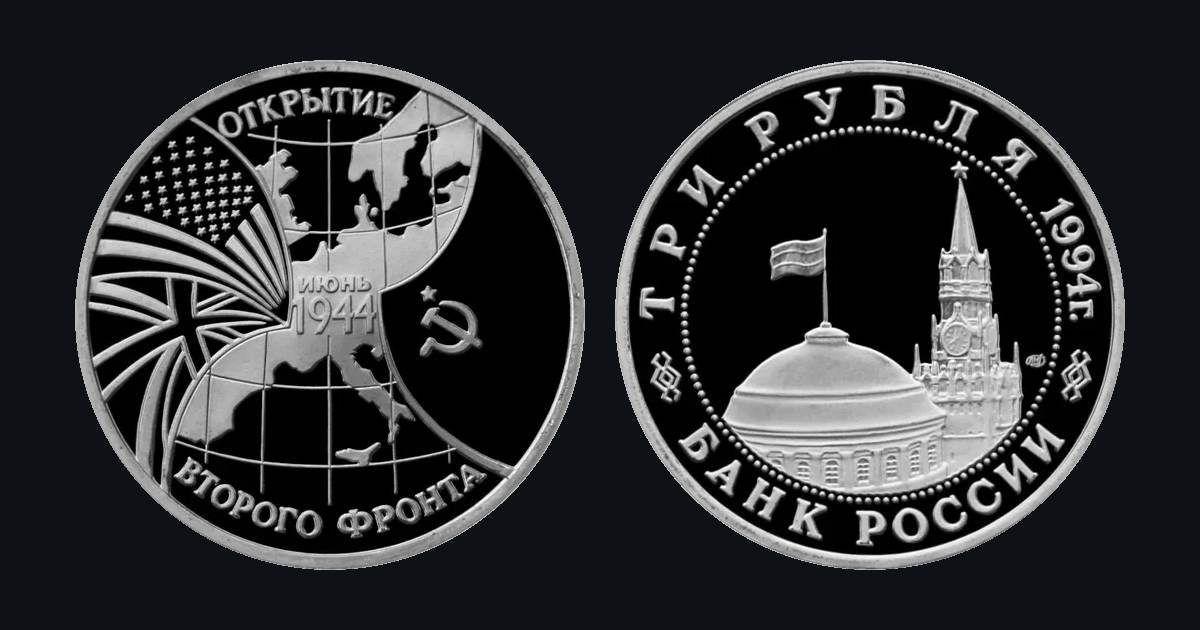 ОТКРЫТИЕ
ИЮНЬ
1944
ВТОРОГО ФРОНТА
ТРИ РУБЛЯ 1994г.
БАНК РОССИИ